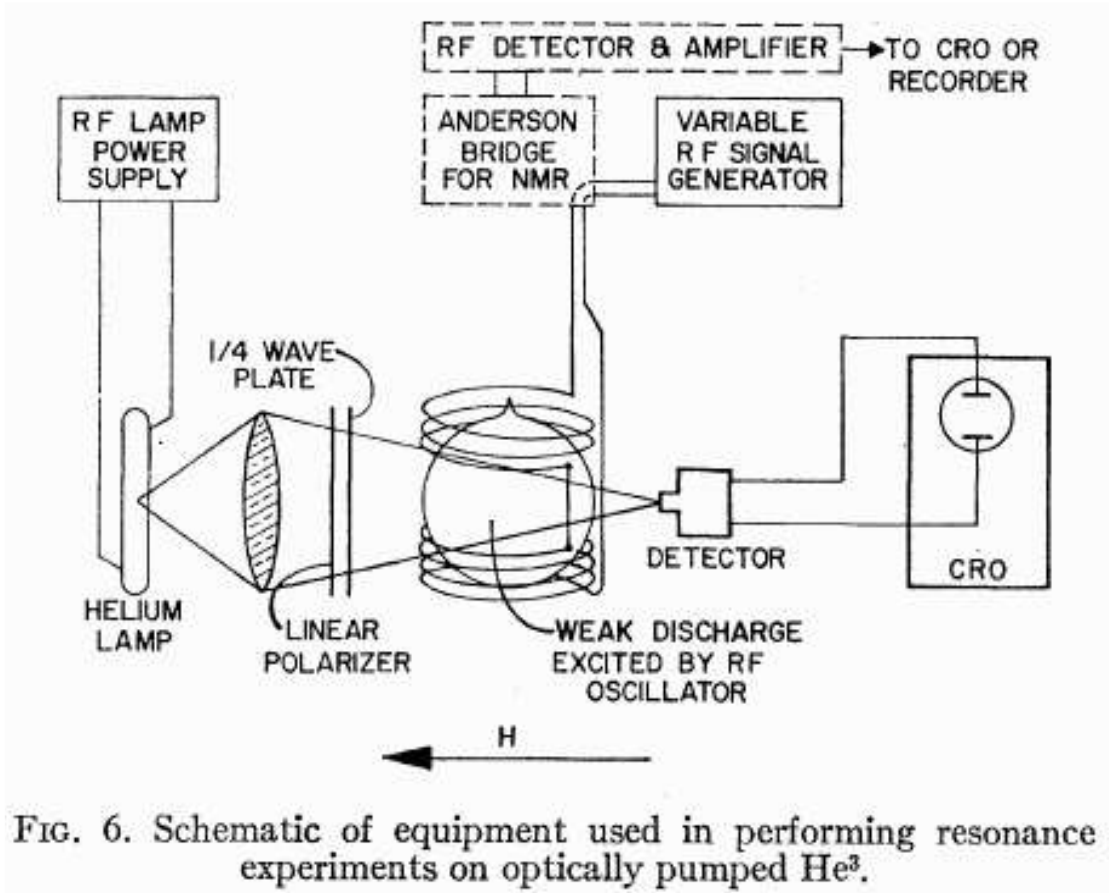 RF DETECTOR & AMPLIFIER
TO CRO OR
RECORDER
RF LAMP
POWER
SUPPLY
ANDERSON
BRIDGE
FOR NMR
VARIABLE
RF SIGNAL
GENERATOR
1/4 WAVE
PLATE
DETECTOR
CRO
HELIUM
LAMP
LINEAR
POLARIZER
WEAK DISCHARGE
EXCITED BY RF
OSCILLATOR
H
FIG. 6. Schematic of equipment used in performing resonance
experiments on optically pumped He³.